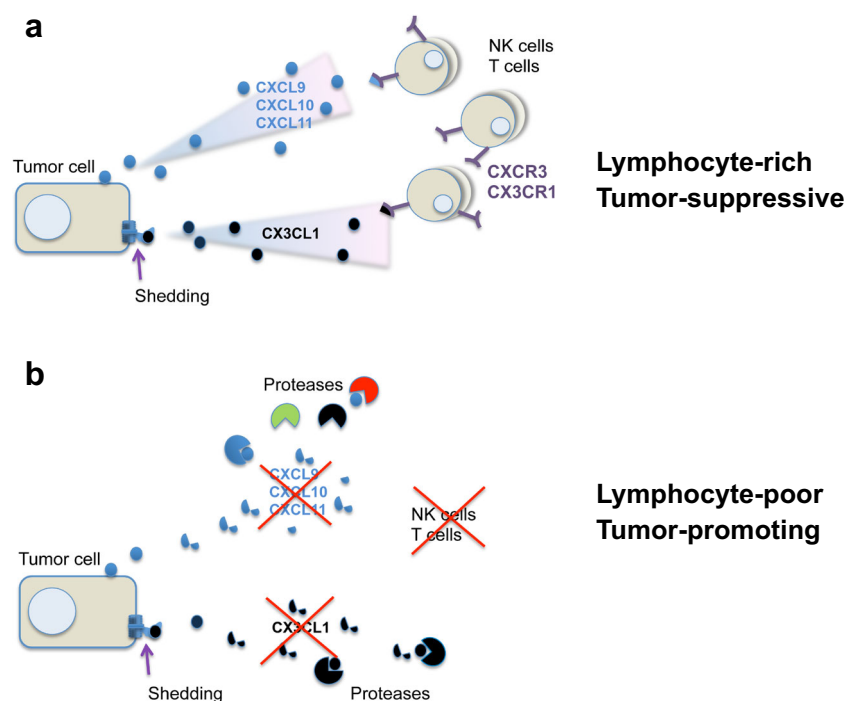 a
NK cells
T cells
CXCL9
CXCL10
CXCL11
Tumor cell
CXCR3
CX3CR1
Lymphocyte-rich
Tumor-suppressive
CX3CL1
Shedding
b
Proteases
CXCL9
CXCL10
CXCL11
NK cells
T cells
Lymphocyte-poor
Tumor-promoting
Tumor cell
CX3CL1
Shedding
Proteases